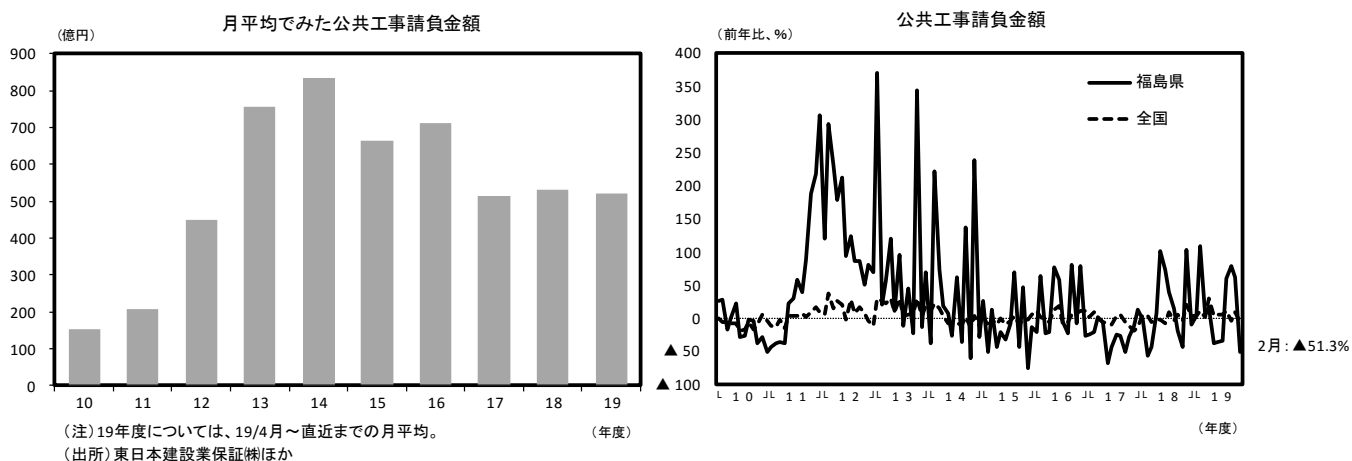 月平均でみた公共工事請負金額
(億円)
900
800
700
600
500
400
300
200
100
0
10 11 12 13 14 15 16 17 18 19
(注)19年度については、19/4月~直近までの月平均。 (年度)
(出所)東日本建設業保証㈱ほか
公共工事請負金額
(前年比、%)
400
350
300
250
200
150
100
50
0
▲ 50
▲ 100
福島県
全国
2月:▲51.3%
10 11 12 13 14 15 16 17 18 19
(年度)